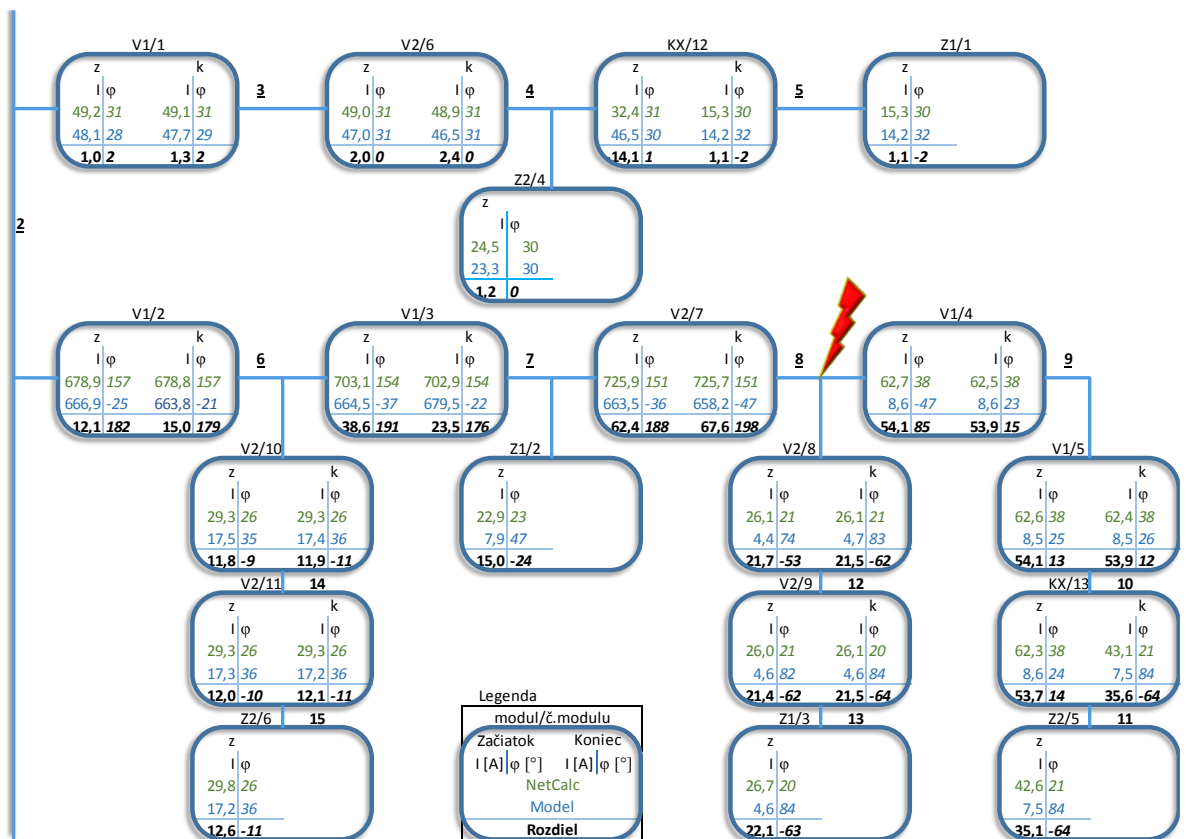 V1/1 V2/6 KX/12 Z1/1
z k z k z k z
I φ I φ I φ I φ I φ I φ I φ
3 4 5
49,2 31 49,1 31 49,0 31 48,9 31 32,4 31 15,3 30 15,3 30
48,1 28 47,7 29 47,0 31 46,5 31 46,5 30 14,2 32 14,2 32
1,0 2 1,3 2 2,0 0 2,4 0 -14,1 1 1,1 -2 1,1 -2
Z2/4
z
2 I φ
24,5 30
23,3 30
1,2 0
V1/2 V1/3 V2/7 V1/4
z k z k z k z k
I φ I φ 6 I φ I φ 7 I φ I φ 8 I φ I φ 9
678,9 157 678,8 157 703,1 154 702,9 154 725,9 151 725,7 151 62,7 38 62,5 38
666,9 -25 663,8 -21 664,5 -37 679,5 -22 663,5 -36 658,2 -47 8,6 -47 8,6 23
12,1 182 15,0 179 38,6 191 23,5 176 62,4 188 67,6 198 54,1 85 53,9 15
V2/10 Z1/2 V2/8 V1/5
z k z z k z k
I φ I φ I φ I φ I φ I φ I φ
29,3 26 29,3 26 22,9 23 26,1 21 26,1 21 62,6 38 62,4 38
17,5 35 17,4 36 7,9 47 4,4 74 4,7 83 8,5 25 8,5 26
11,8 -9 11,9 -11 15,0 -24 21,7 -53 21,5 -62 54,1 13 53,9 12
V2/11 14 V2/9 12 KX/13 10
z k z k z k
I φ I φ I φ I φ I φ I φ
29,3 26 29,3 26 26,0 21 26,1 20 62,3 38 43,1 21
17,3 36 17,2 36 4,6 82 4,6 84 8,6 24 7,5 84
12,0 -10 12,1 -11 21,4 -62 21,5 -64 53,7 14 35,6 -64
Z2/6 15 Z1/3 13 Z2/5 11
z z z
I φ I φ I φ
29,8 26 26,7 20 42,6 21
17,2 36 4,6 84 7,5 84
12,6 -11 22,1 -63 35,1 -64
Legenda
modul/č.modulu
Začiatok Koniec
I [A] φ [°] I [A] φ [°]
NetCalc
Model
Rozdiel